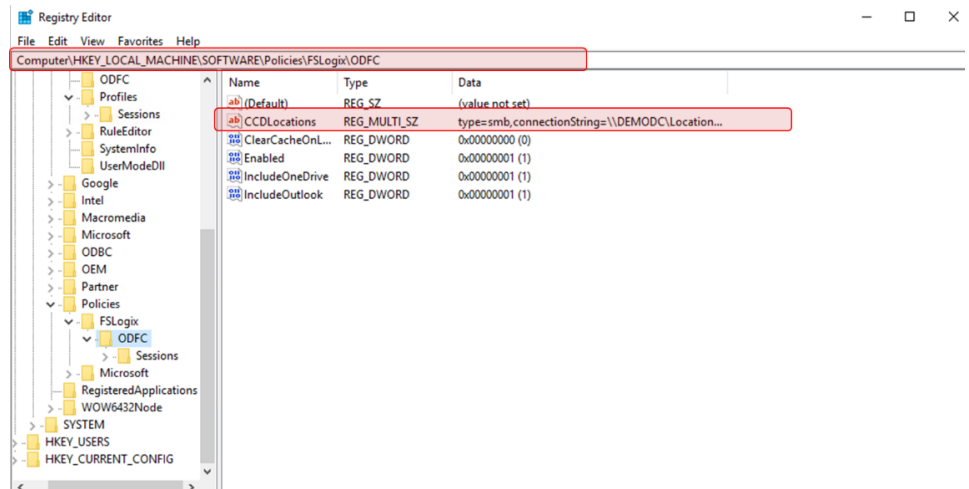 Registry Editor
File Edit View Favorites Help
Computer\HKEY_LOCAL_MACHINE\SOFTWARE\Policies\FSLogix\ODFC
ODFC
Profiles
Sessions
RuleEditor
SystemInfo
UserModeDll
Google
Intel
Macromedia
Microsoft
ODBC
OEM
Partner
Policies
FSLogix
ODFC
Sessions
Microsoft
RegisteredApplications
WOW6432Node
SYSTEM
HKEY_USERS
HKEY_CURRENT_CONFIG
Name Type Data
(Default) REG_SZ (value not set)
CCDLocations REG_MULTI_SZ type=smb,connectionString=\\DEMODC\Location...
ClearCacheOnL... REG_DWORD 0x00000000 (0)
Enabled REG_DWORD 0x00000001 (1)
IncludeOneDrive REG_DWORD 0x00000001 (1)
IncludeOutlook REG_DWORD 0x00000001 (1)